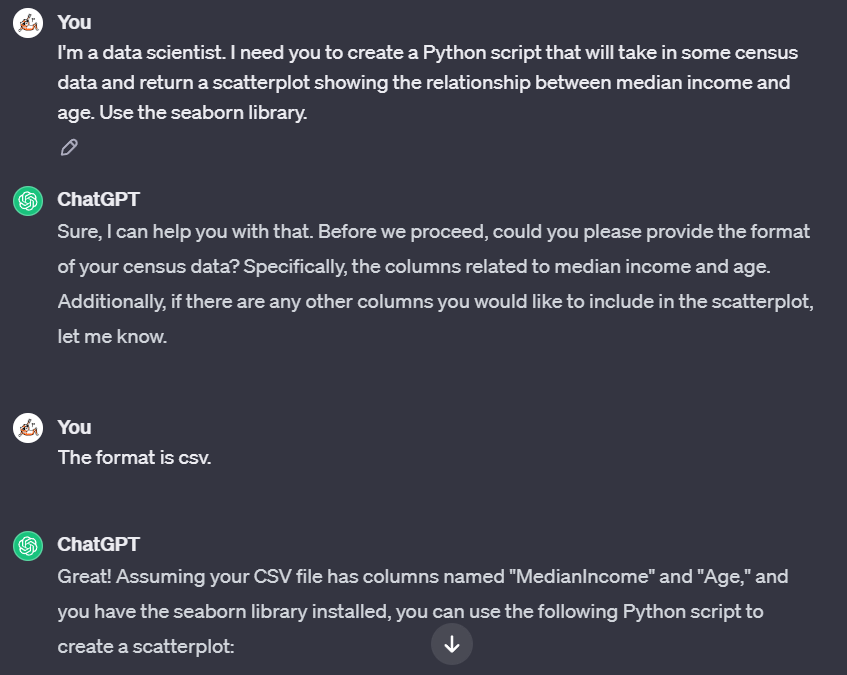 You
I'm a data scientist. I need you to create a Python script that will take in some census
data and return a scatterplot showing the relationship between median income and
age. Use the seaborn library.
ChatGPT
Sure, I can help you with that. Before we proceed, could you please provide the format
of your census data? Specifically, the columns related to median income and age.
Additionally, if there are any other columns you would like to include in the scatterplot,
let me know.
You
The format is csv.
ChatGPT
Great! Assuming your CSV file has columns named "MedianIncome" and "Age," and
you have the seaborn library installed, you can use the following Python script to
create a scatterplot: